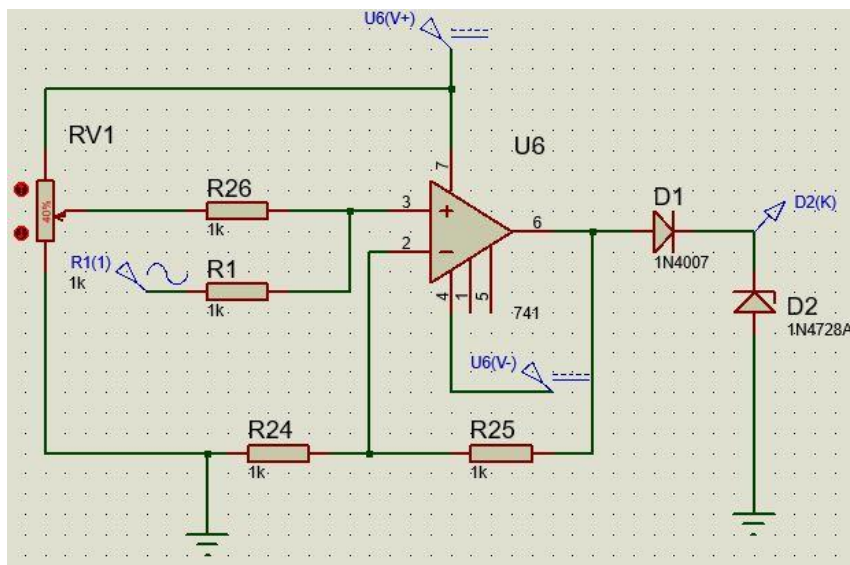 U6(V+)
RV1
7
U6
R26
D1
D2(K)
40%
3
6
1k
2
R1(1)
R1
1N4007
1k
1k
4
1
5
741
D2
1N4728A
U6(V-)
R24
R25
1k
1k